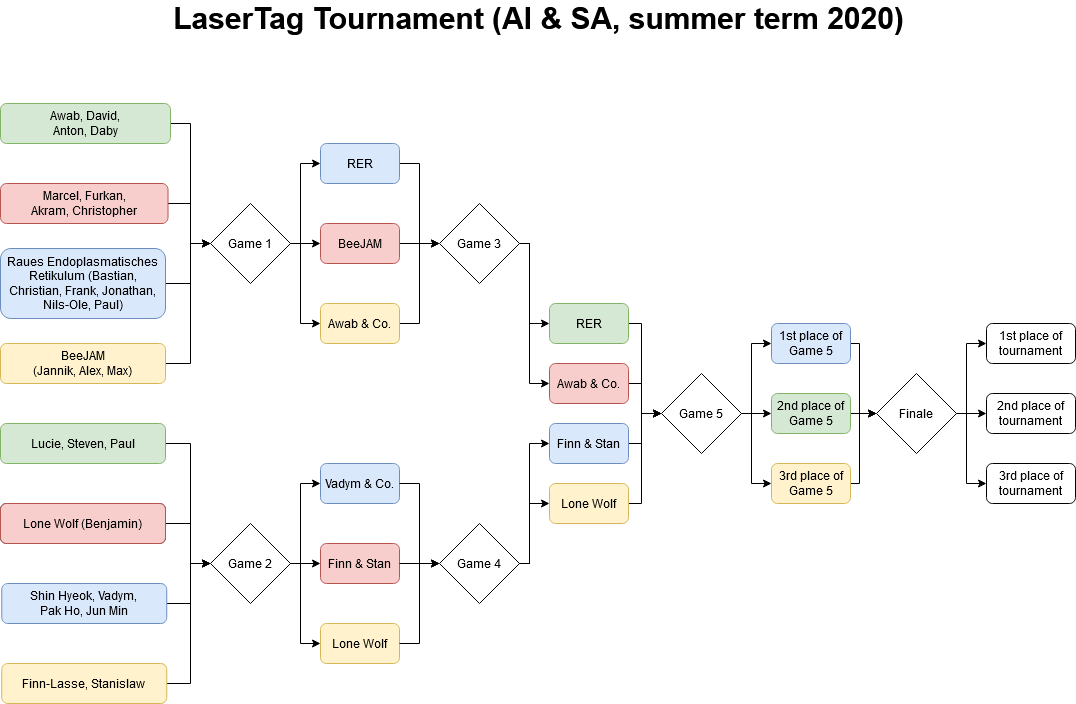 LaserTag Tournament (AI & SA, summer term 2020)
Awab, David,
Anton, Daby
Marcel, Furkan,
Akram, Christopher
Raues Endoplasmatisches
Retikulum (Bastian,
Christian, Frank, Jonathan,
Nils-Ole, Paul)
BeeJAM
(Jannik, Alex, Max)
Lucie, Steven, Paul
Lone Wolf (Benjamin)
Shin Hyeok, Vadym,
Pak Ho, Jun Min
Finn-Lasse, Stanislaw
Game 1
Game 2
RER
BeeJAM
Awab & Co.
Vadym & Co.
Finn & Stan
Lone Wolf
Game 3
Game 4
RER
Awab & Co.
Finn & Stan
Lone Wolf
Game 5
1st place of
Game 5
2nd place of
Game 5
3rd place of
Game 5
Finale
1st place of
tournament
2nd place of
tournament
3rd place of
tournament